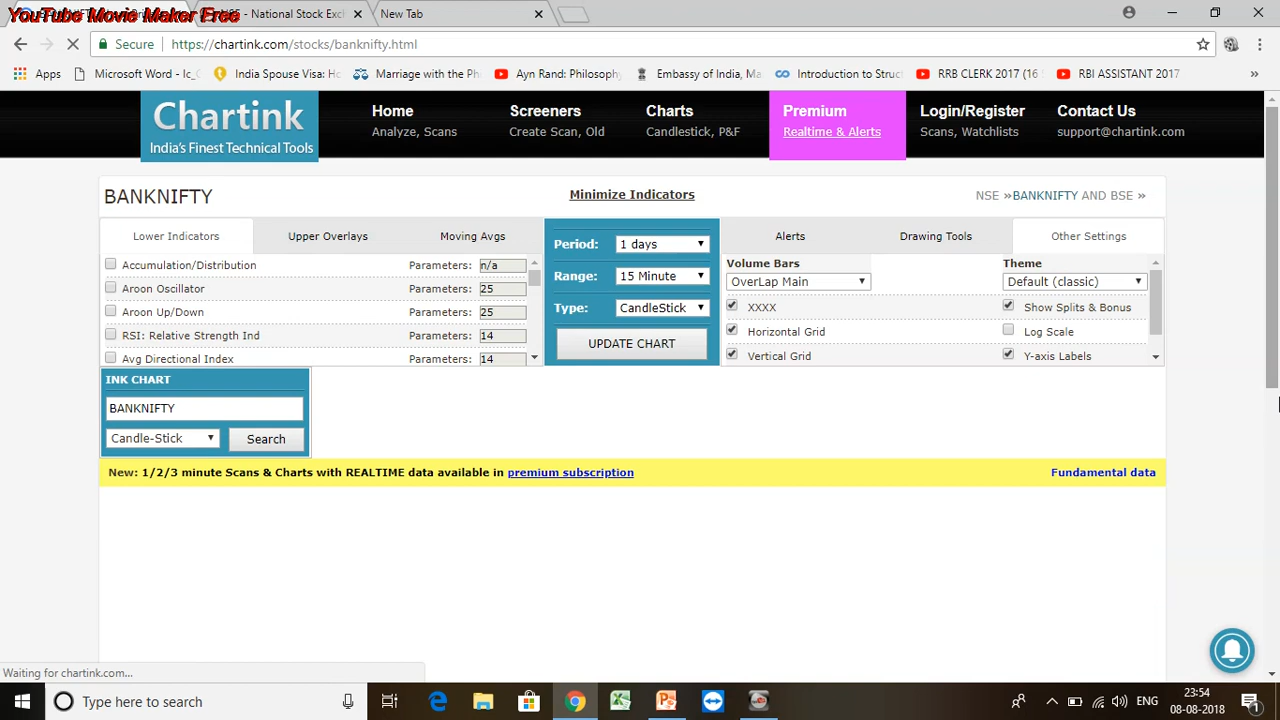 YouTube Movie Maker Free
- National Stock Exch
New Tab
Secure
https://chartink.com/stocks/banknifty.html
Apps
Microsoft Word - lc_
India Spouse Visa: Ho
Marriage with the Ph
Ayn Rand: Philosoph
Embassy of India, Ma
Introduction to Struct
RRB CLERK 2017 (16
RBI ASSISTANT 2017
»
Chartink
India's Finest Technical Tools
Home
Analyze, Scans
Screeners
Create Scan, Old
Charts
Candlestick, P&F
Premium
Realtime & Alerts
Login/Register
Scans, Watchlists
Contact Us
support@chartink.com
BANKNIFTY
Minimize Indicators
NSE »BANKNIFTY AND BSE »
Lower Indicators
Upper Overlays
Moving Avgs
Accumulation/Distribution Parameters: n/a
Aroon Oscillator Parameters: 25
Aroon Up/Down Parameters: 25
RSI: Relative Strength Ind Parameters: 14
Avg Directional Index Parameters: 14
Period: 1 days
Range: 15 Minute
Type: CandleStick
UPDATE CHART
Alerts
Drawing Tools
Other Settings
Volume Bars
OverLap Main
XXXX
Horizontal Grid
Vertical Grid
Theme
Default (classic)
Show Splits & Bonus
Log Scale
Y-axis Labels
INK CHART
BANKNIFTY
Candle-Stick
Search
New: 1/2/3 minute Scans & Charts with REALTIME data available in premium subscription
Fundamental data
Waiting for chartink.com...
Type here to search
ENG
23:54
08-08-2018
1